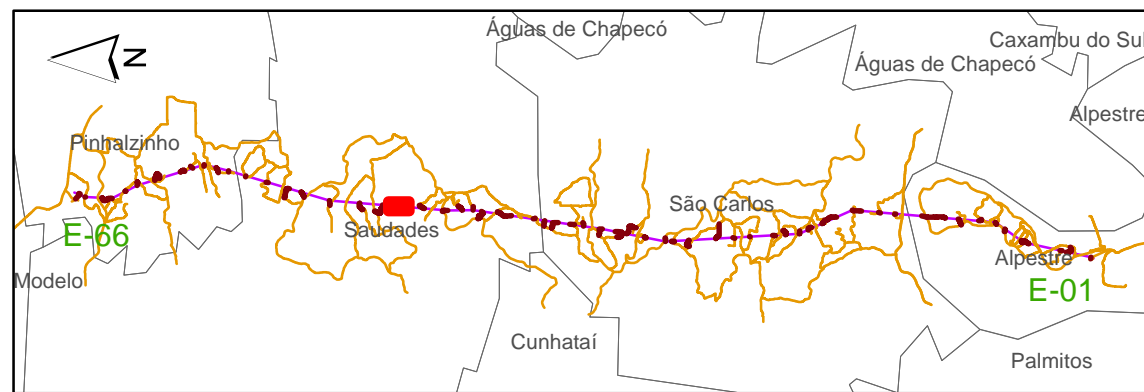 Águas de Chapecó
Caxambu do Sul
Águas de Chapecó
N
Alpestre
Pinhalzinho
São Carlos
E-66
Saudades
Alpestre
Modelo
E-01
Cunhataí
Palmitos